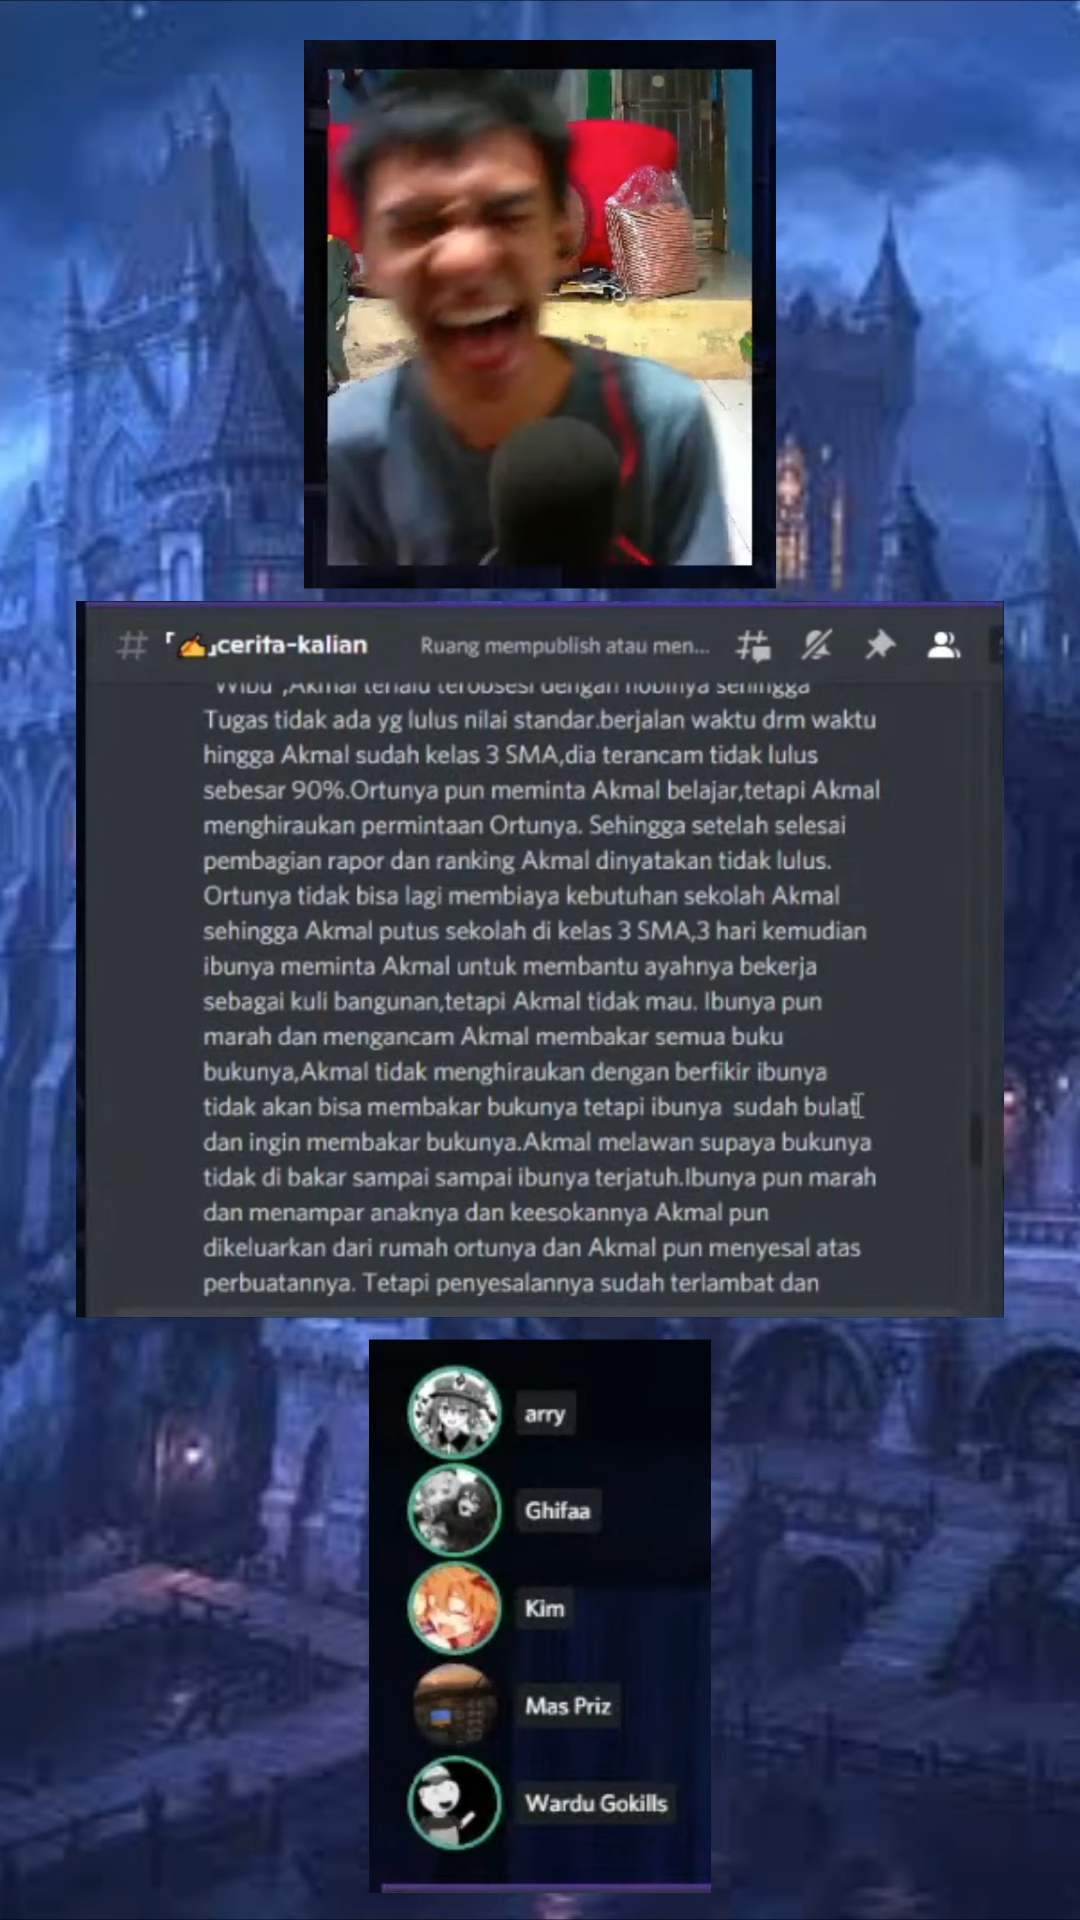 # 「✍️」cerita-kalian Ruang mempublish atau men...
"Wibu",Akmal terlalu terobsesi dengan hobinya sehingga
Tugas tidak ada yg lulus nilai standar.berjalan waktu drm waktu
hingga Akmal sudah kelas 3 SMA,dia terancam tidak lulus
sebesar 90%.Ortunya pun meminta Akmal belajar,tetapi Akmal
menghiraukan permintaan Ortunya. Sehingga setelah selesai
pembagian rapor dan ranking Akmal dinyatakan tidak lulus.
Ortunya tidak bisa lagi membiaya kebutuhan sekolah Akmal
sehingga Akmal putus sekolah di kelas 3 SMA,3 hari kemudian
ibunya meminta Akmal untuk membantu ayahnya bekerja
sebagai kuli bangunan,tetapi Akmal tidak mau. Ibunya pun
marah dan mengancam Akmal membakar semua buku
bukunya,Akmal tidak menghiraukan dengan berfikir ibunya
tidak akan bisa membakar bukunya tetapi ibunya  sudah bulat
dan ingin membakar bukunya.Akmal melawan supaya bukunya
tidak di bakar sampai sampai ibunya terjatuh.Ibunya pun marah
dan menampar anaknya dan keesokannya Akmal pun
dikeluarkan dari rumah ortunya dan Akmal pun menyesal atas
perbuatannya. Tetapi penyesalannya sudah terlambat dan
arry
Ghifaa
Kim
Mas Priz
Wardu Gokills